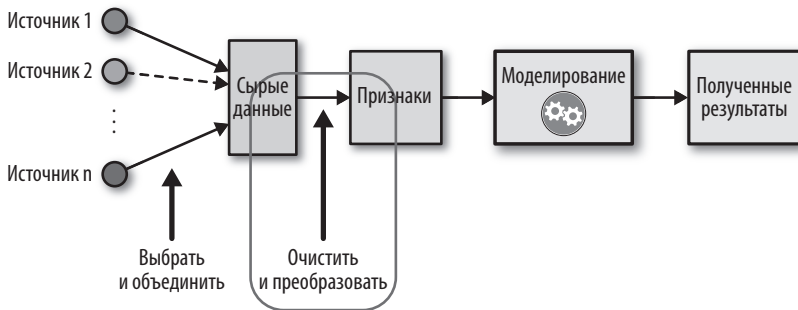 Источник 1
Источник 2
Источник n
Сырые
данные
Признаки
Моделирование
Полученные
результаты
Выбрать
и объединить
Очистить
и преобразовать